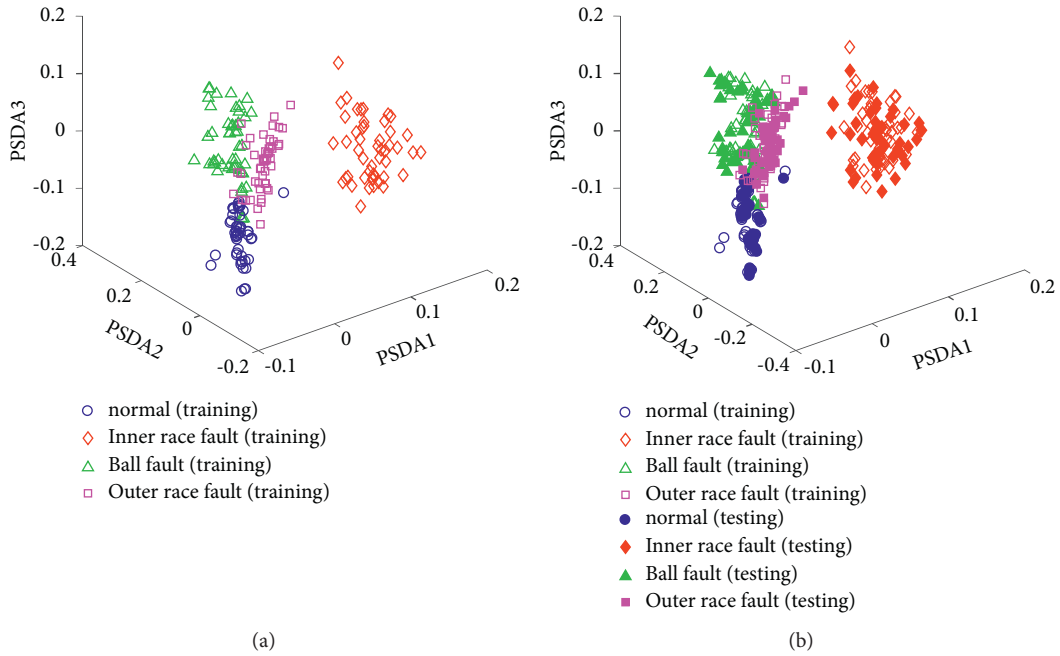 0.2
0.1
0
-0.1
-0.2
PSDA3
0.4
0.2
0
-0.2
PSDA2
-0.1
0
0.1
0.2
PSDA1
normal (training)
Inner race fault (training)
Ball fault (training)
Outer race fault (training)
(a)
0.2
0.1
0
-0.1
-0.2
PSDA3
0.4
0.2
0
-0.2
-0.4
PSDA2
-0.1
0
0.1
0.2
PSDA1
normal (training)
Inner race fault (training)
Ball fault (training)
Outer race fault (training)
normal (testing)
Inner race fault (testing)
Ball fault (testing)
Outer race fault (testing)
(b)